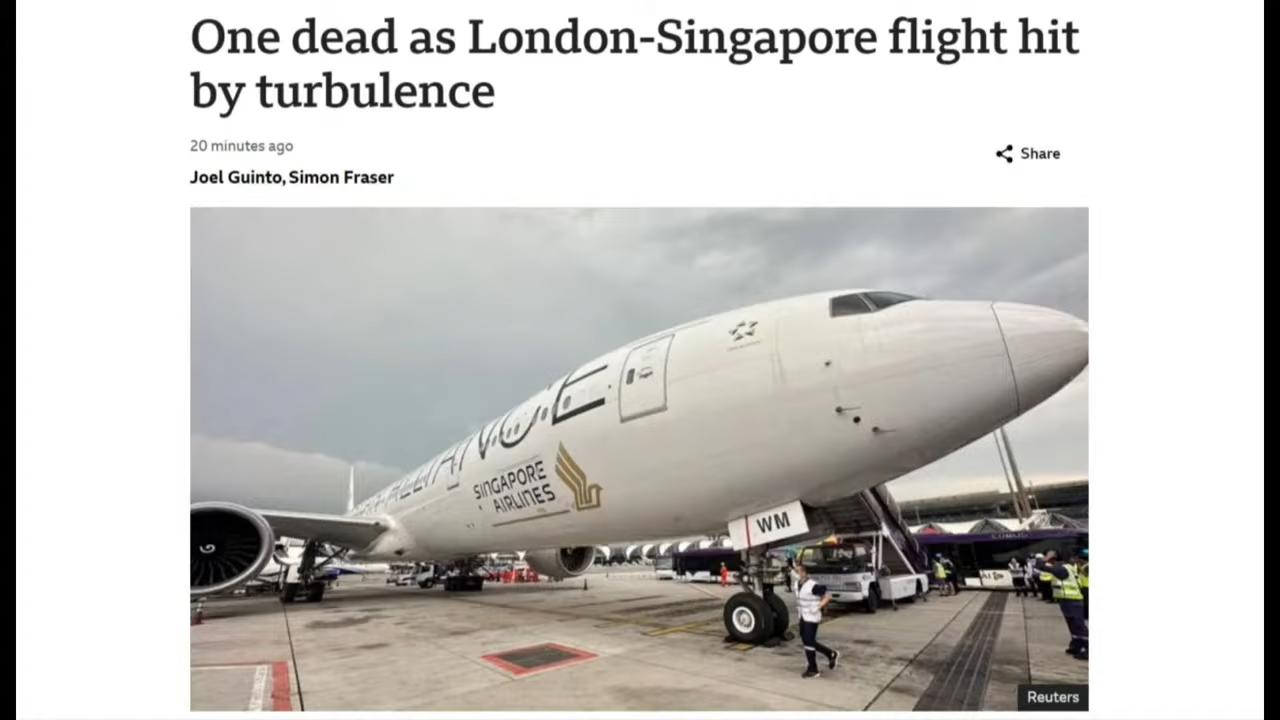 One dead as London-Singapore flight hit
by turbulence
20 minutes ago
Share
Joel Guinto, Simon Fraser
SINGAPORE
AIRLINES
WM
Reuters